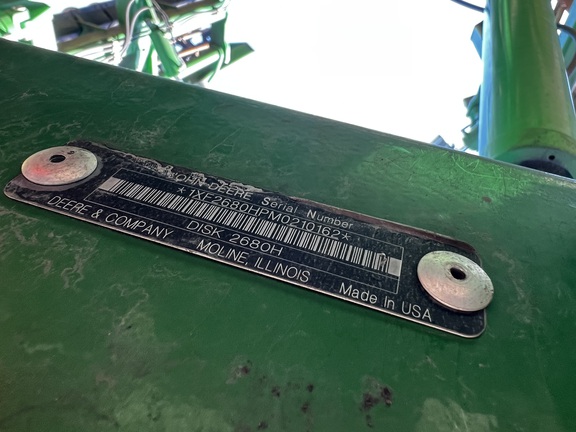 JOHN DEERE Serial Number
*1XF2680HPM0210162*
DISK 2680H
DEERE & COMPANY MOLINE, ILLINOIS Made in USA